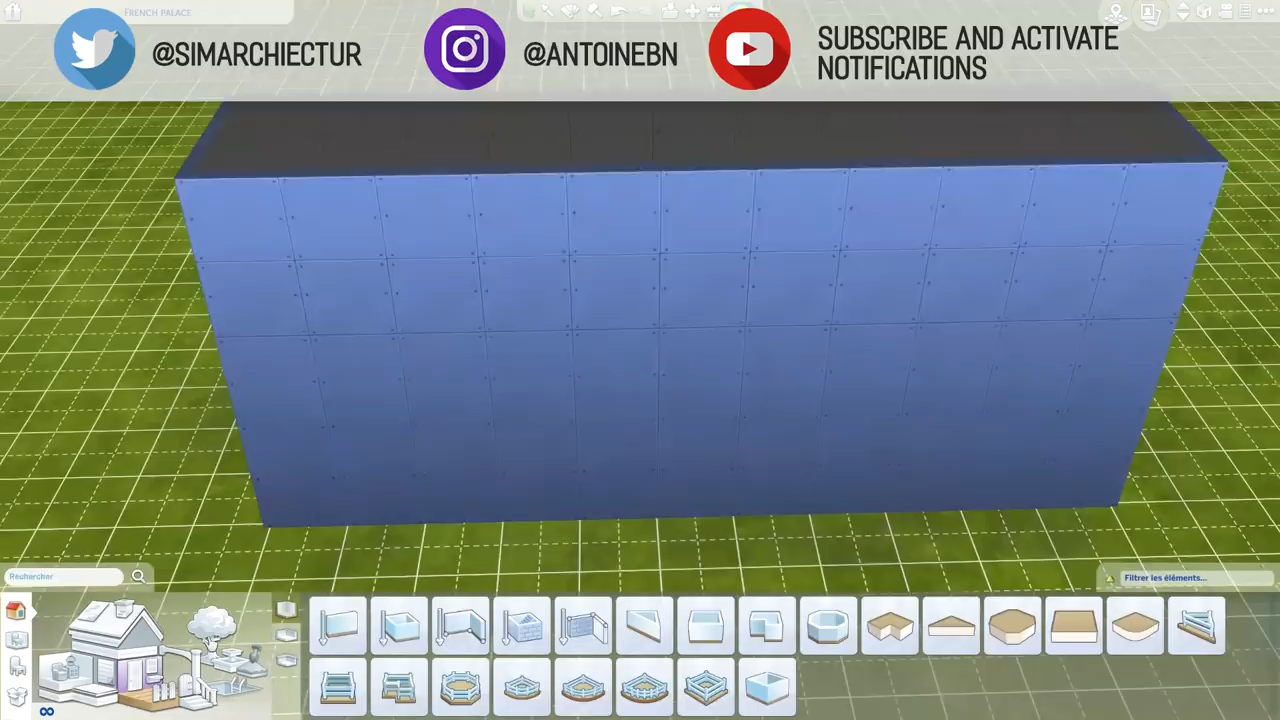 FRENCH PALACE
@SIMARCHIECTUR
@ANTOINEBN
SUBSCRIBE AND ACTIVATE
NOTIFICATIONS
Rechercher
Filtrer les éléments...